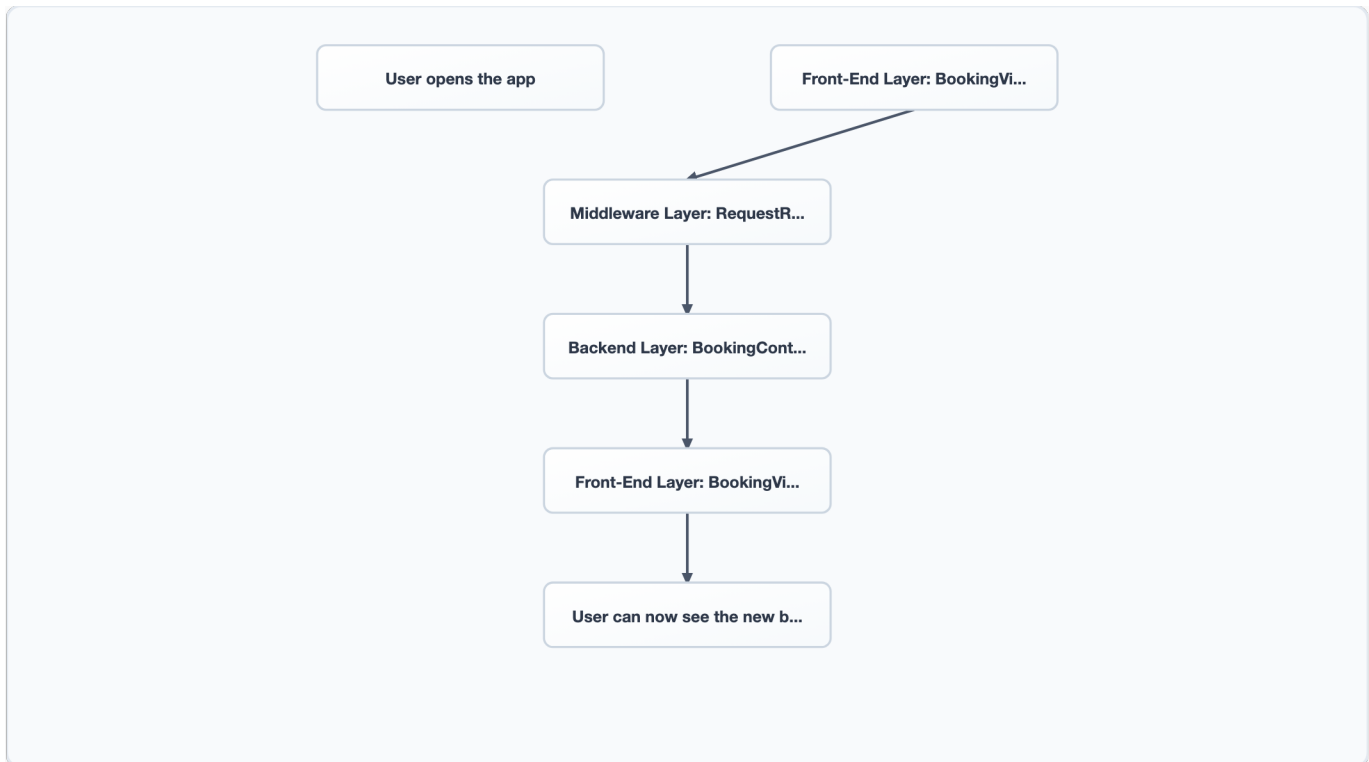 User opens the app
Front-End Layer: BookingVi...
Middleware Layer: RequestR...
Backend Layer: BookingCont...
Front-End Layer: BookingVi...
User can now see the new b...